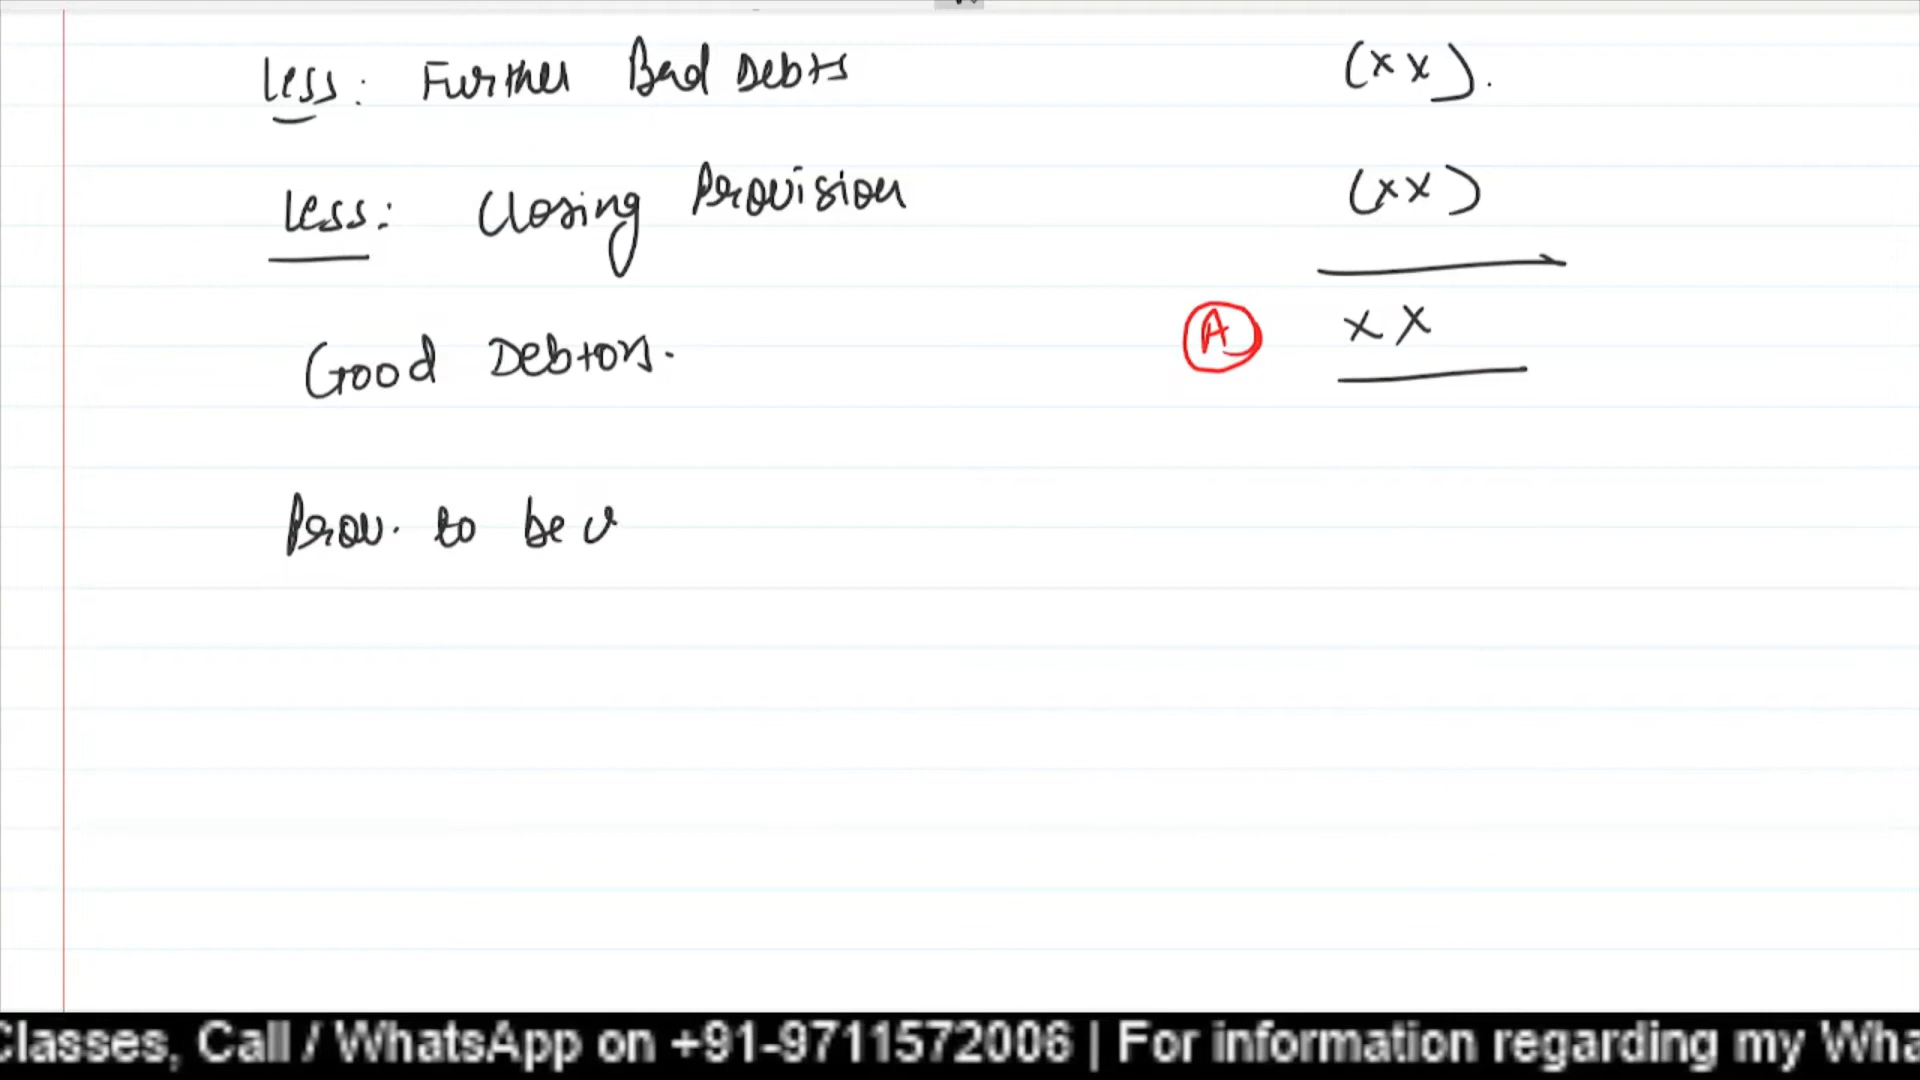 Less: Further Bad Debts (xx).
Less: Closing Provision (xx)
Good Debtors. A xx
Prov. to be
Classes, Call / WhatsApp on +91-9711572006 | For information regarding my Wha